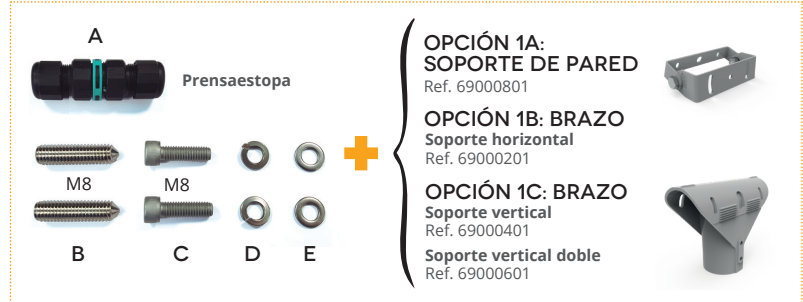 A
Prensaestopa
M8
M8
B
C
D
E
OPCIÓN 1A:
SOPORTE DE PARED
Ref. 69000801
OPCIÓN 1B: BRAZO
Soporte horizontal
Ref. 69000201
OPCIÓN 1C: BRAZO
Soporte vertical
Ref. 69000401
Soporte vertical doble
Ref. 69000601